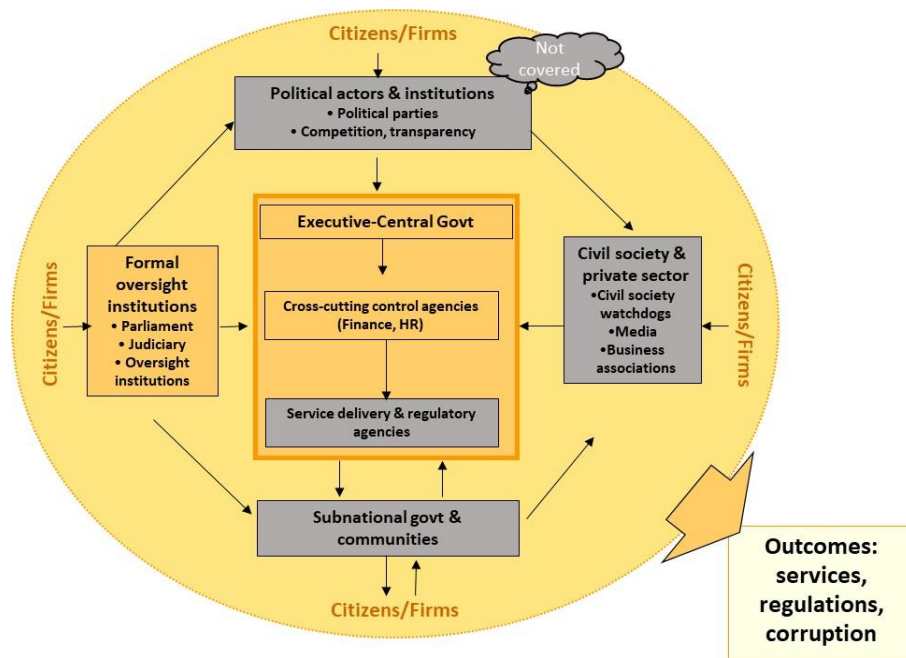 Citizens/Firms
Not
covered
Political actors & institutions
• Political parties
• Competition, transparency
Executive-Central Govt
Formal
oversight
institutions
• Parliament
• Judiciary
• Oversight
institutions
Citizens/Firms
Cross-cutting control agencies
(Finance, HR)
Civil society &
private sector
•Civil society
watchdogs
•Media
•Business
associations
Citizens/Firms
Service delivery & regulatory
agencies
Subnational govt &
communities
Citizens/Firms
Outcomes:
services,
regulations,
corruption